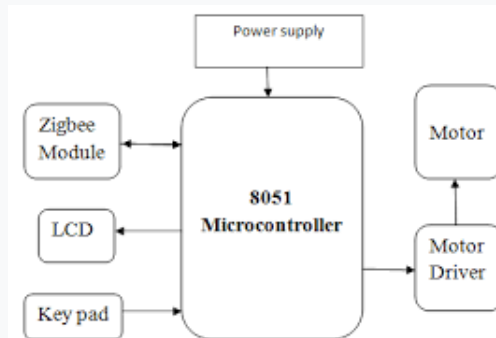 Power supply
Zigbee
Module
LCD
Key pad
8051
Microcontroller
Motor
Motor
Driver